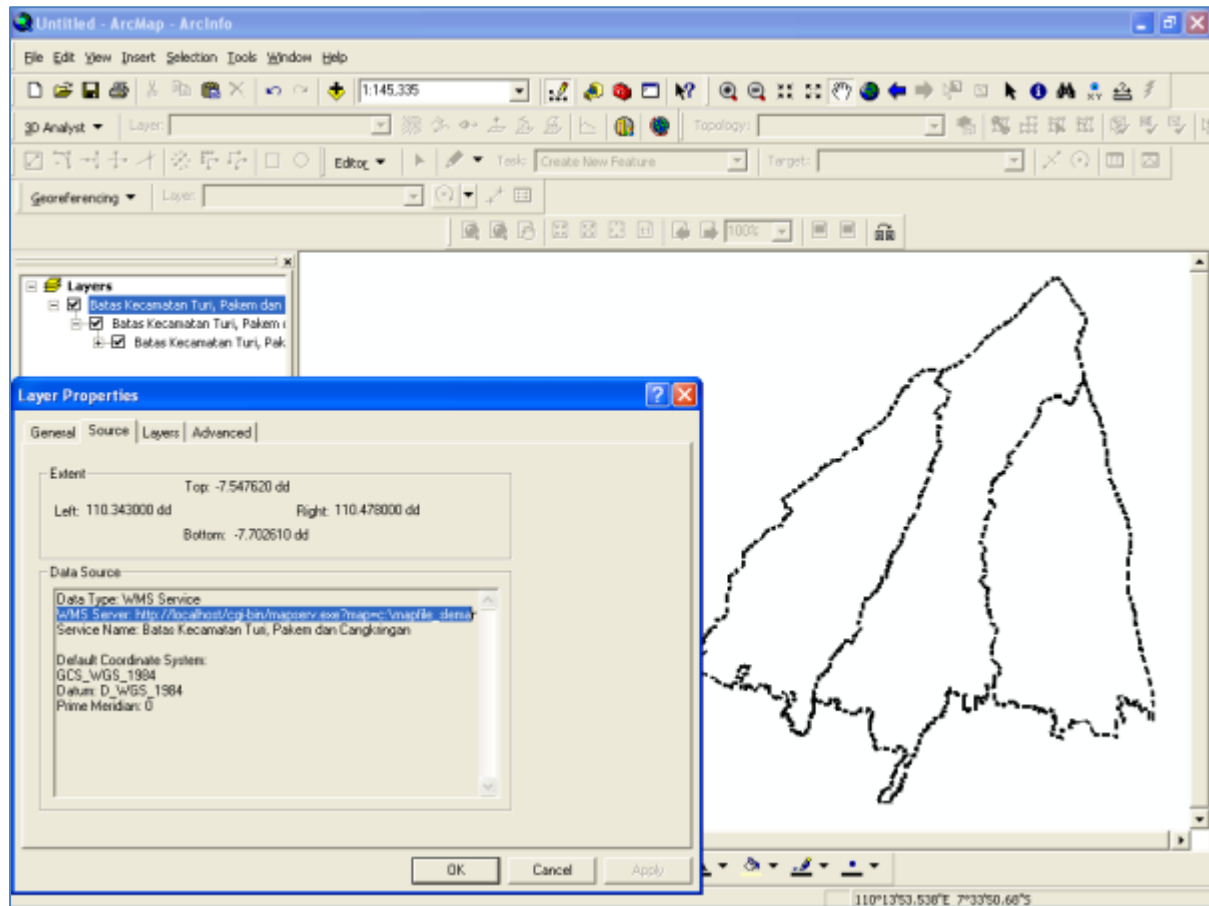 Untitled - ArcMap - ArcInfo
File Edit View Insert Selection Tools Window Help
1:145,335
3D Analyst
Layer:
Topology:
Editor
Task:
Create New Feature
Target:
Georeferencing
Layer:
100%
Layers
Batas Kecamatan Turi, Pakem dan
Batas Kecamatan Turi, Pakem
Batas Kecamatan Turi, Pak
Layer Properties
General Source Layers Advanced
Extent
Top: -7.547620 dd
Left: 110.343000 dd Right: 110.478000 dd
Bottom: -7.702610 dd
Data Source
Data Type: WMS Service
WMS Server: http://localhost/cgi-bin/mapserv.exe?map=c:\mapfile_slema
Service Name: Batas Kecamatan Turi, Pakem dan Cangkringan
Default Coordinate System:
GCS_WGS_1984
Datum: D_WGS_1984
Prime Meridian: 0
OK Cancel Apply
110°13'53.538"E 7°33'50.68"S